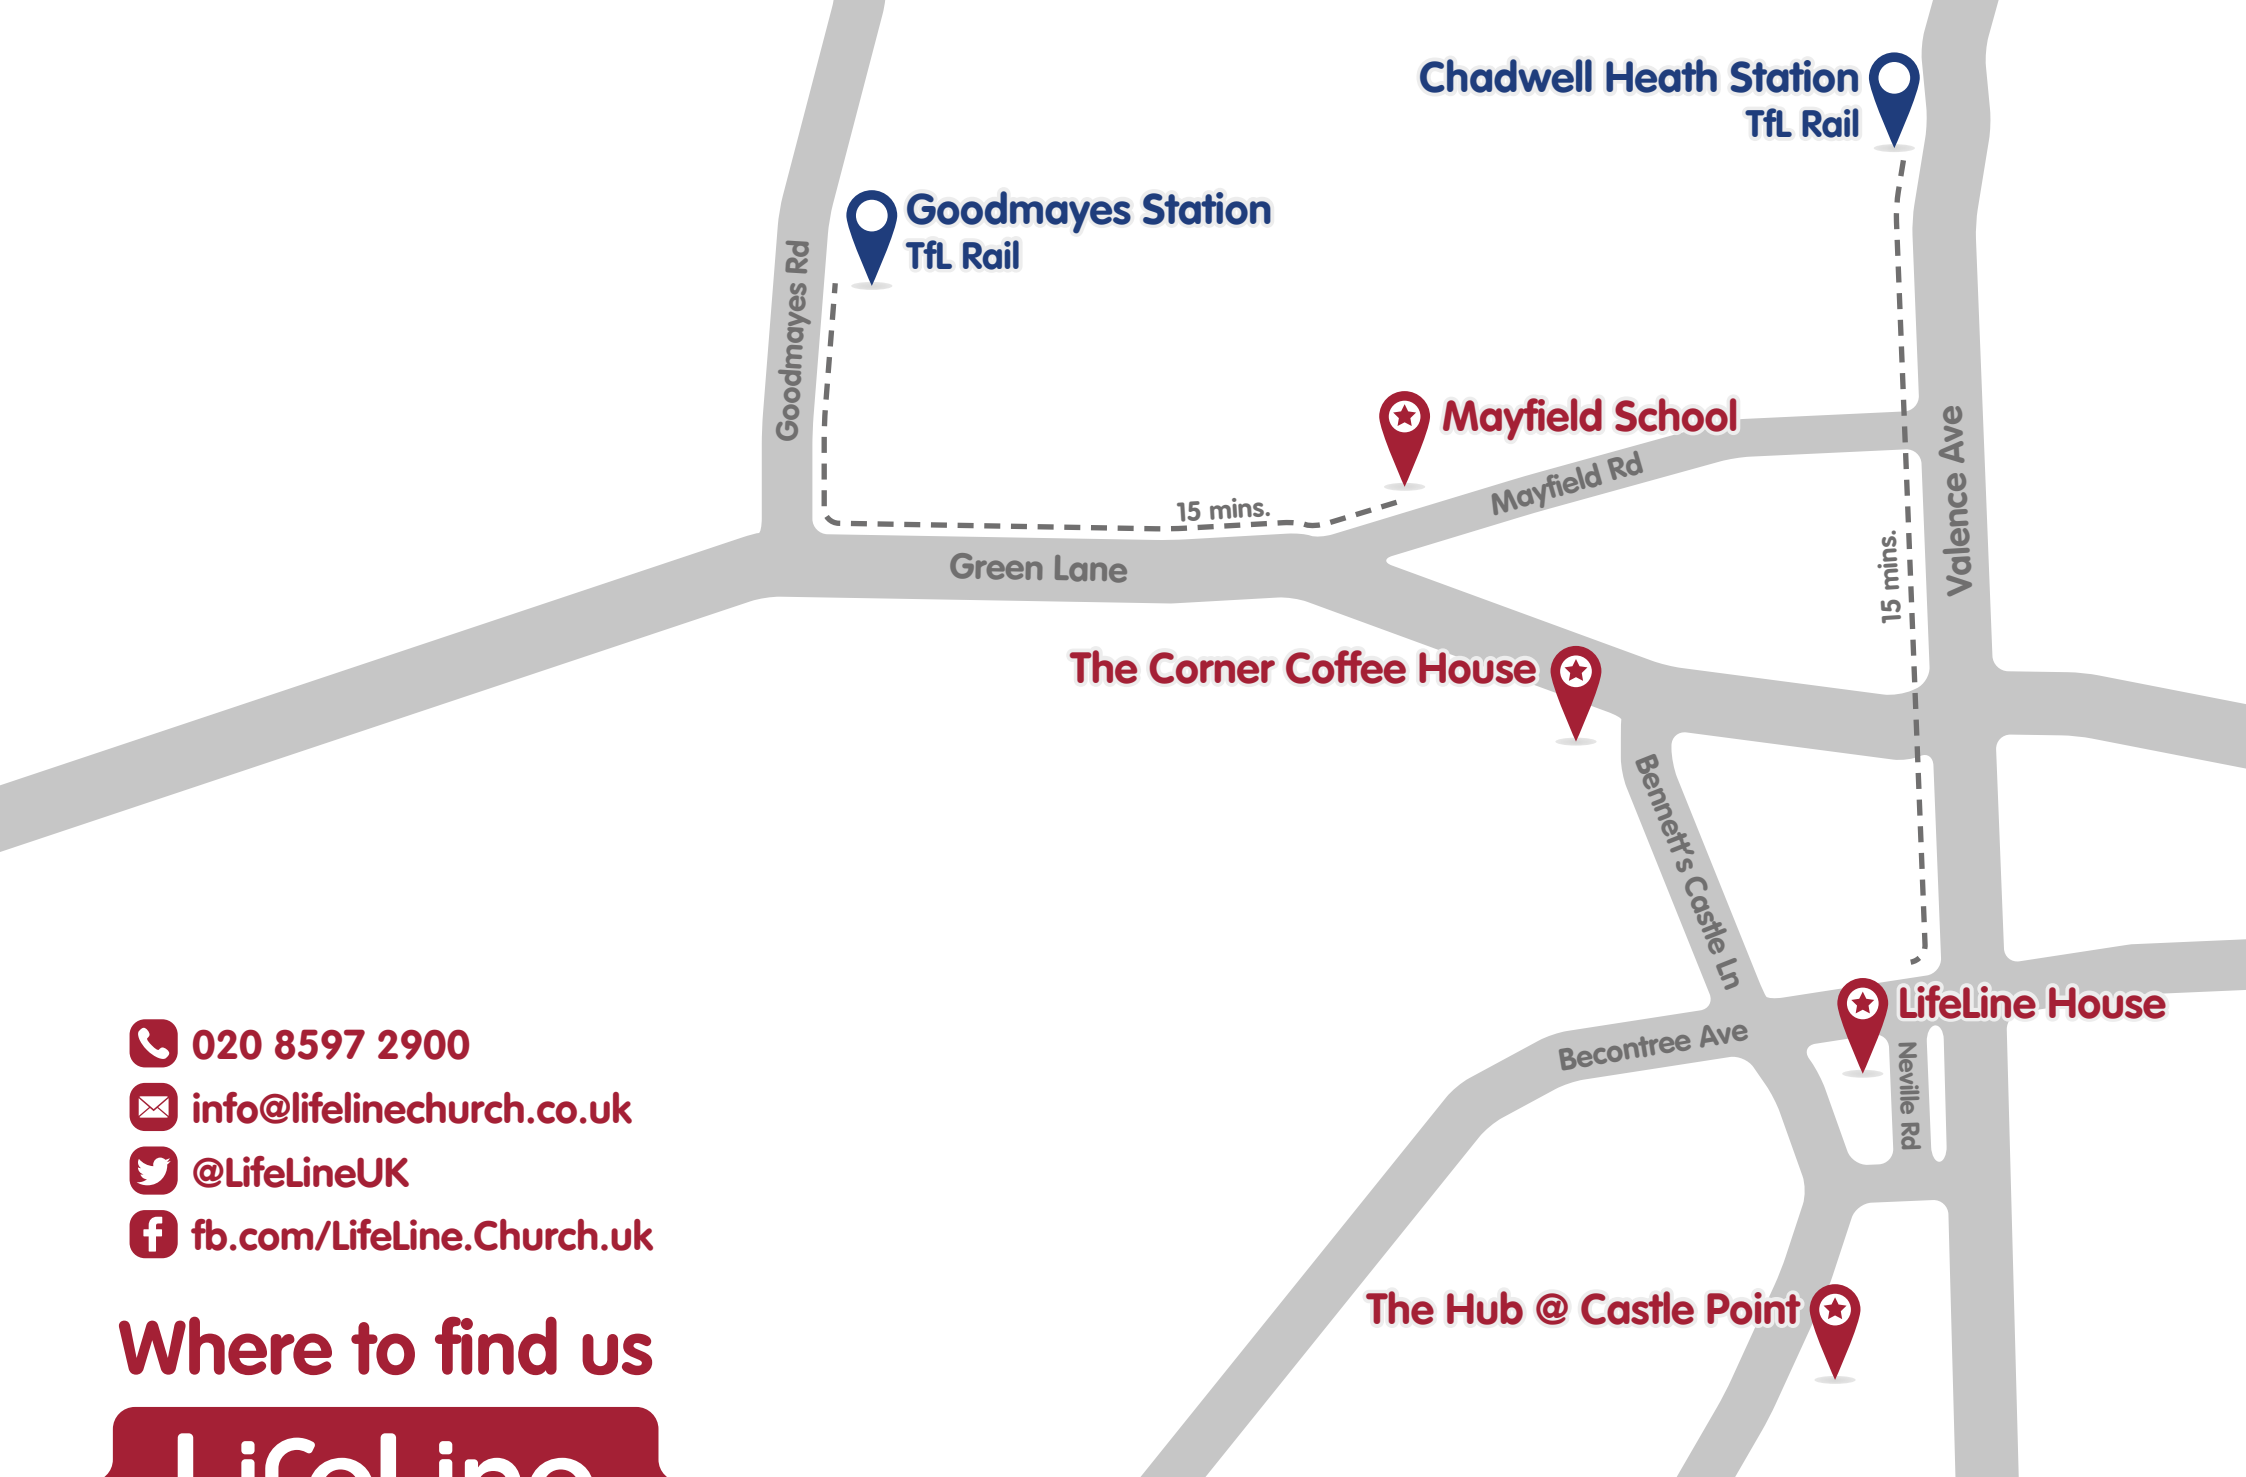 Chadwell Heath Station
TfL Rail
Goodmayes Station
TfL Rail
Goodmayes Rd
Mayfield School
Mayfield Rd
Valence Ave
15 mins.
15 mins.
Green Lane
The Corner Coffee House
Bennett's Castle Ln
LifeLine House
Becontree Ave
Neville Rd
020 8597 2900
info@lifelinechurch.co.uk
@LifeLineUK
fb.com/LifeLine.Church.uk
The Hub @ Castle Point
Where to find us
LifeLine